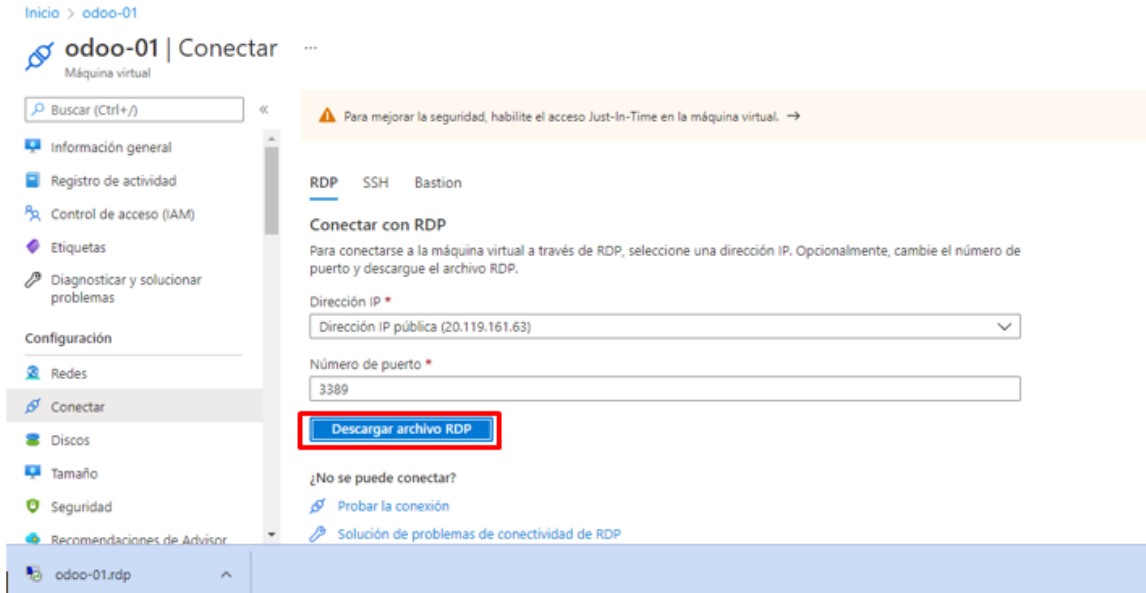 Inicio > odoo-01
odoo-01 | Conectar ...
Máquina virtual
Buscar (Ctrl+/)
Información general
Registro de actividad
Control de acceso (IAM)
Etiquetas
Diagnosticar y solucionar
problemas
Configuración
Redes
Conectar
Discos
Tamaño
Seguridad
Recomendaciones de Advisor
Para mejorar la seguridad, habilite el acceso Just-In-Time en la máquina virtual. →
RDP SSH Bastion
Conectar con RDP
Para conectarse a la máquina virtual a través de RDP, seleccione una dirección IP. Opcionalmente, cambie el número de
puerto y descargue el archivo RDP.
Dirección IP *
Dirección IP pública (20.119.161.63)
Número de puerto *
3389
Descargar archivo RDP
¿No se puede conectar?
Probar la conexión
Solución de problemas de conectividad de RDP
odoo-01.rdp